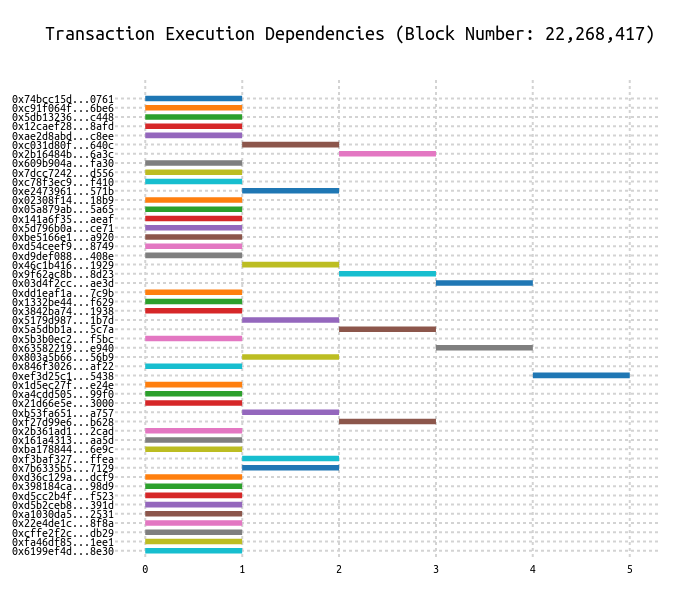 Transaction Execution Dependencies (Block Number: 22,268,417)
0x74bcc15d...0761
0xc91f064f...6be6
0x5db13236...c448
0x12caef28...8afd
0xae2d8abd...c8ee
0xc031d80f...640c
0x2b16484b...6a3c
0x609b904a...fa30
0x7dcc7242...d556
0xc78f3ec9...f410
0xe2473961...571b
0x02308f14...18b9
0x05a879ab...5a65
0x141a6f35...aeaf
0x5d796b0a...ce71
0xbe5166e1...a920
0xd54ceef9...8749
0xd9def088...408e
0x46c1b416...1929
0x9f62ac8b...8d23
0x03d4f2cc...ae3d
0xdd1eaf1a...7c9b
0x1332be44...f629
0x3842ba74...1938
0x5179d987...1b7d
0x5a5dbb1a...5c7a
0x5b3b0ec2...f5bc
0x63582219...e940
0x803a5b66...56b9
0x846f3026...af22
0xef3d25c1...5438
0x1d5ec27f...e24e
0xa4cdd505...99f0
0x21d66e5e...3000
0xb53fa651...a757
0xf27d99e6...b628
0x2b361ad1...2cad
0x161a4313...aa5d
0xba178844...6e9c
0xf3baf327...ffea
0x7b6335b5...7129
0xd36c129a...dcf9
0x398184ca...98d9
0xd5cc2b4f...f523
0xd5b2ceb8...391d
0xa1030da5...2531
0x22e4de1c...8f8a
0xcffe2f2c...db29
0xfa46df85...1ee1
0x6199ef4d...8e30
0 1 2 3 4 5